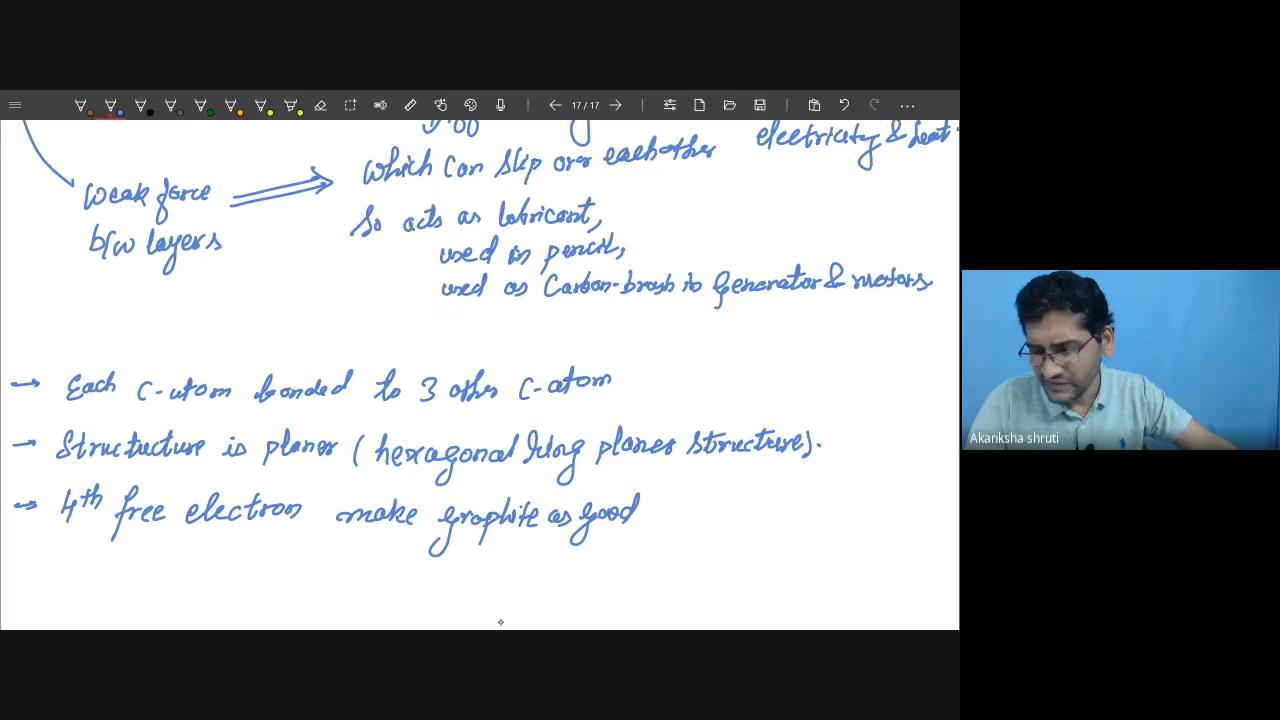 17/17
electricity & heat
which can slip over eachother
weak force
b/w layers
So acts as lubricant,
used in pencil,
used as Carbon-brush in Generator & motors
→ Each C-atom bonded to 3 other C-atom
→ Structucture is planer (hexagonal Ring planer structure).
→ 4th free electron make graphite as good
Akanksha shruti